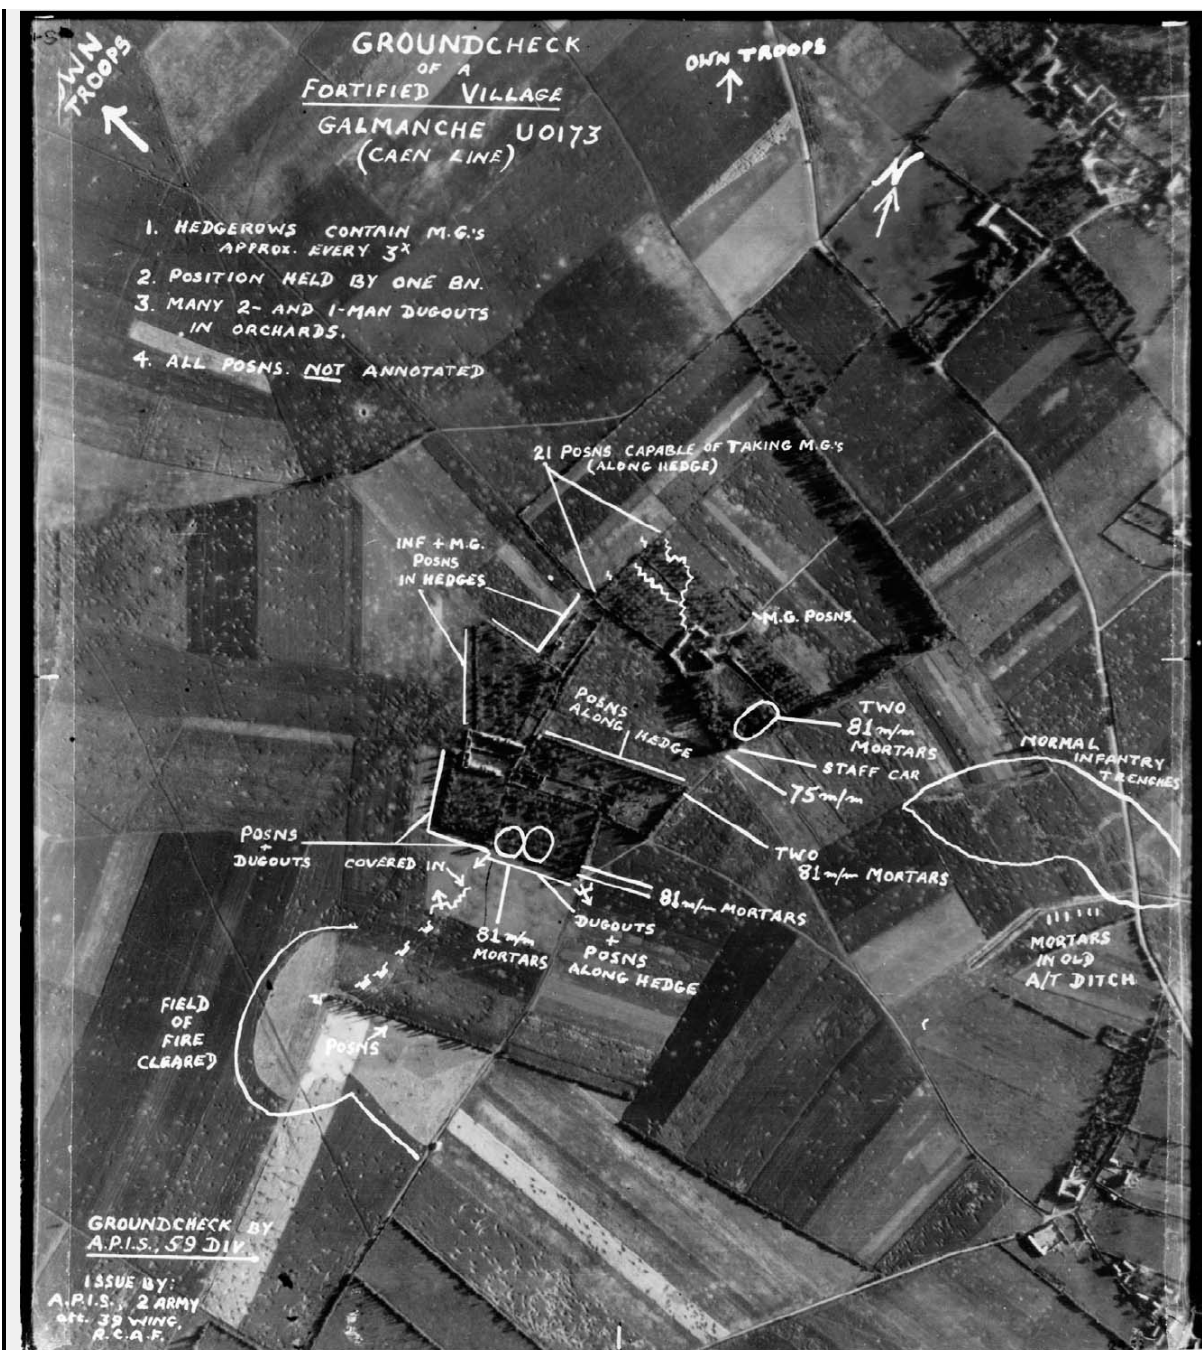 OWN
TROOPS
GROUNDCHECK
OF A
FORTIFIED VILLAGE
GALMANCHE U0173
(CAEN LINE)
OWN TROOPS
N
1. HEDGEROWS CONTAIN M.G.'s
APPROX. EVERY 3ˣ
2. POSITION HELD BY ONE BN.
3. MANY 2- AND 1-MAN DUGOUTS
IN ORCHARDS.
4. ALL POSNS. NOT ANNOTATED
21 POSNS CAPABLE OF TAKING M.G.'s
(ALONG HEDGE)
INF + M.G.
POSNS
IN HEDGES
M.G. POSNS.
POSNS
ALONG HEDGE
TWO
81 m/m
MORTARS
STAFF CAR
75 m/m
NORMAL
INFANTRY
TRENCHES
POSNS
+
DUGOUTS
COVERED IN
TWO
81 m/m MORTARS
81 m/m MORTARS
81 m/m
MORTARS
DUGOUTS
+
POSNS
ALONG HEDGE
MORTARS
IN OLD
A/T DITCH
FIELD
OF
FIRE
CLEARED
POSNS
GROUNDCHECK BY
A.P.I.S., 59 DIV
ISSUE BY:
A.P.I.S., 2 ARMY
att. 39 WING,
R.C.A.F.